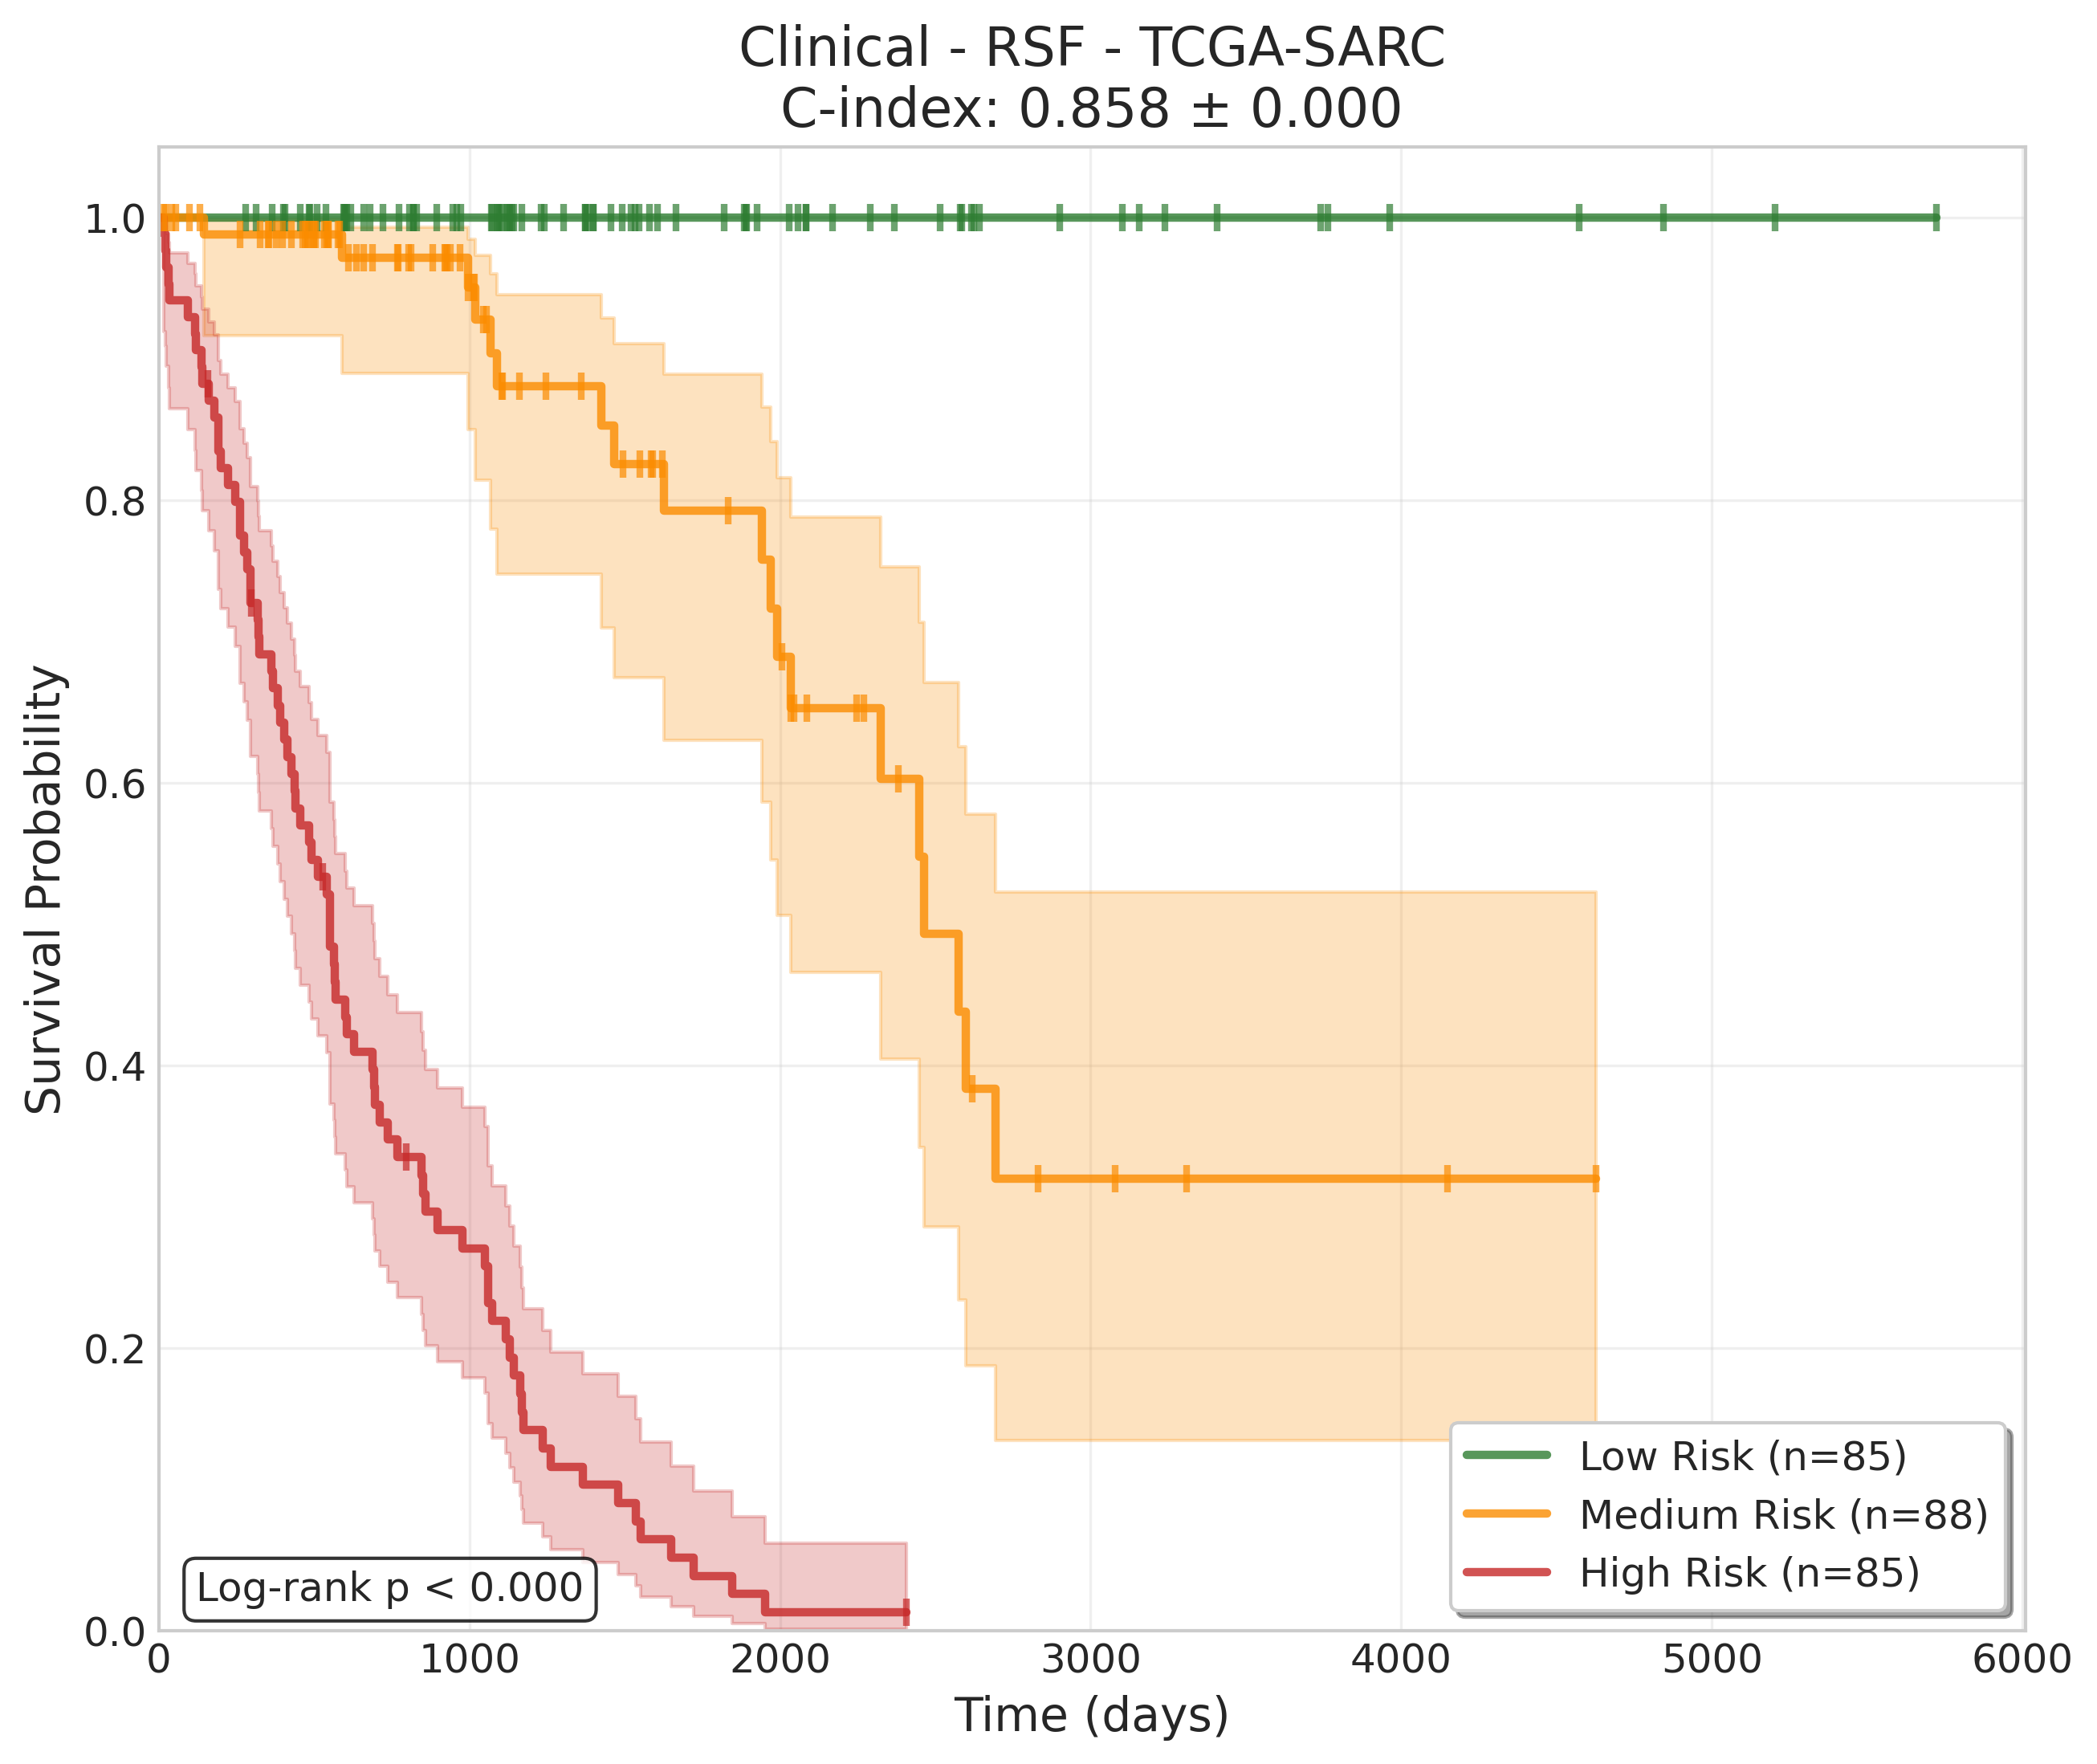 Clinical - RSF - TCGA-SARC
C-index: 0.858 ± 0.000
Survival Probability
1.0
0.8
0.6
0.4
0.2
0.0
Log-rank p < 0.000
Low Risk (n=85)
Medium Risk (n=88)
High Risk (n=85)
0
1000
2000
3000
4000
5000
6000
Time (days)